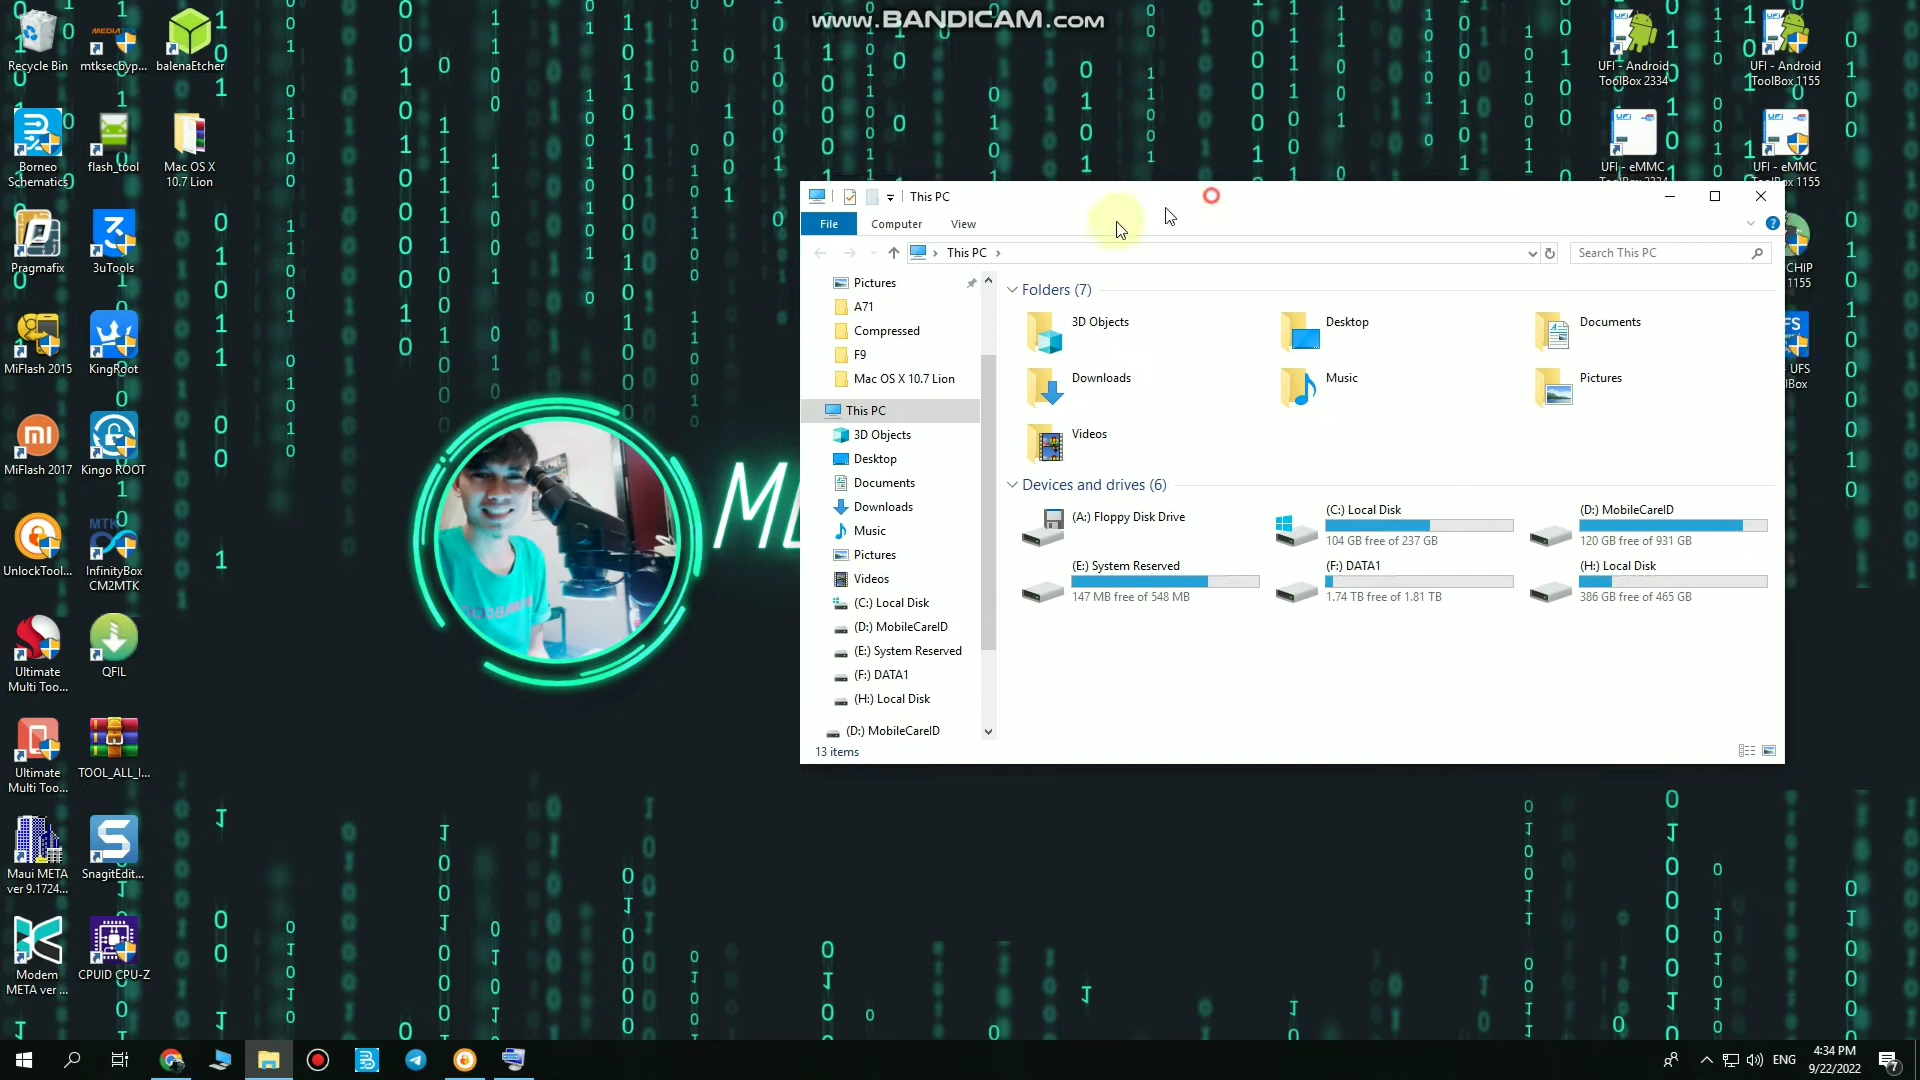 www.BANDICAM.com
Recycle Bin
mtksecbyp...
balenaEtcher
Borneo
Schematics
flash_tool
Mac OS X
10.7 Lion
Pragmafix
3uTools
MiFlash 2015
KingRoot
MiFlash 2017
Kingo ROOT
UnlockTool...
InfinityBox
CM2MTK
Ultimate
Multi Too...
QFIL
Ultimate
Multi Too...
TOOL_ALL_I...
Maui META
ver 9.1724...
SnagitEdit...
Modem
META ver ...
CPUID CPU-Z
UFI - Android
ToolBox 2334
UFI - Android
ToolBox 1155
UFI - eMMC
UFI - eMMC
1155
CHIP
1155
UFS
This PC
File
Computer
View
This PC
Search This PC
Pictures
A71
Compressed
F9
Mac OS X 10.7 Lion
This PC
3D Objects
Desktop
Documents
Downloads
Music
Pictures
Videos
(C:) Local Disk
(D:) MobileCareID
(E:) System Reserved
(F:) DATA1
(H:) Local Disk
(D:) MobileCareID
Folders (7)
3D Objects
Desktop
Documents
Downloads
Music
Pictures
Videos
Devices and drives (6)
(A:) Floppy Disk Drive
(C:) Local Disk
104 GB free of 237 GB
(D:) MobileCareID
120 GB free of 931 GB
(E:) System Reserved
147 MB free of 548 MB
(F:) DATA1
1.74 TB free of 1.81 TB
(H:) Local Disk
386 GB free of 465 GB
13 items
ENG
4:34 PM
9/22/2022
7